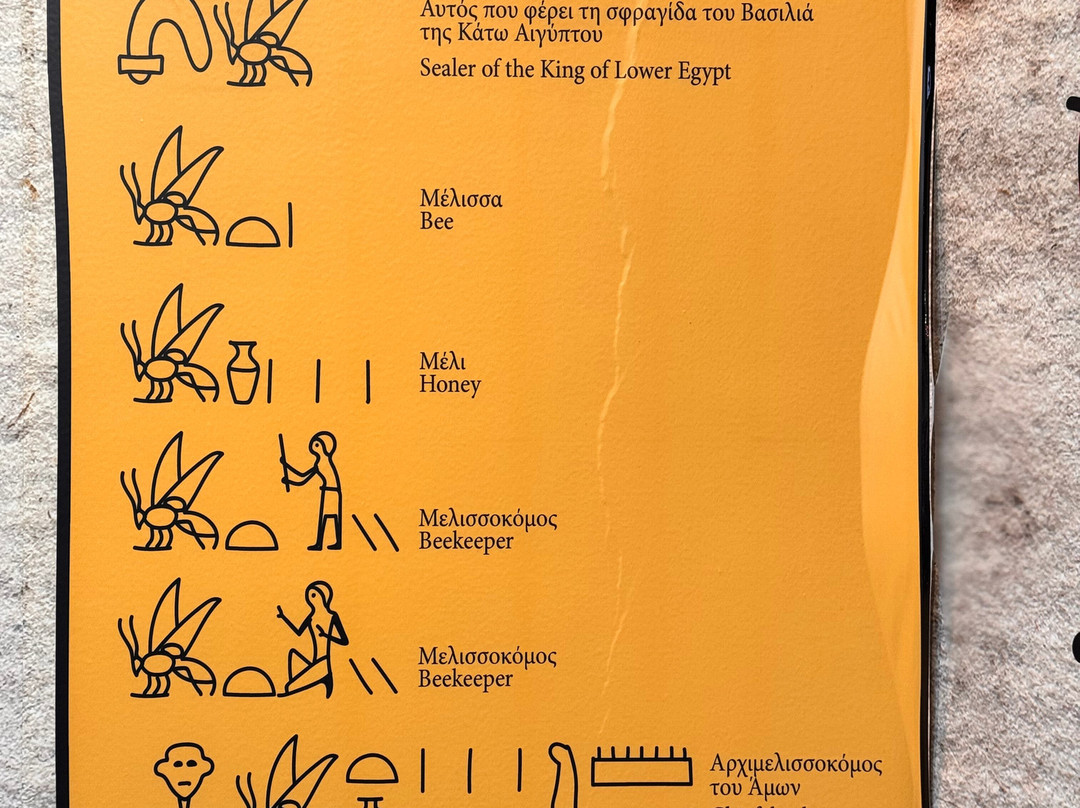 Αυτός που φέρει τη σφραγίδα του Βασιλιά
της Κάτω Αιγύπτου
Sealer of the King of Lower Egypt
Μέλισσα
Bee
Μέλι
Honey
Μελισσοκόμος
Beekeeper
Μελισσοκόμος
Beekeeper
Αρχιμελισσοκόμος
του Άμων